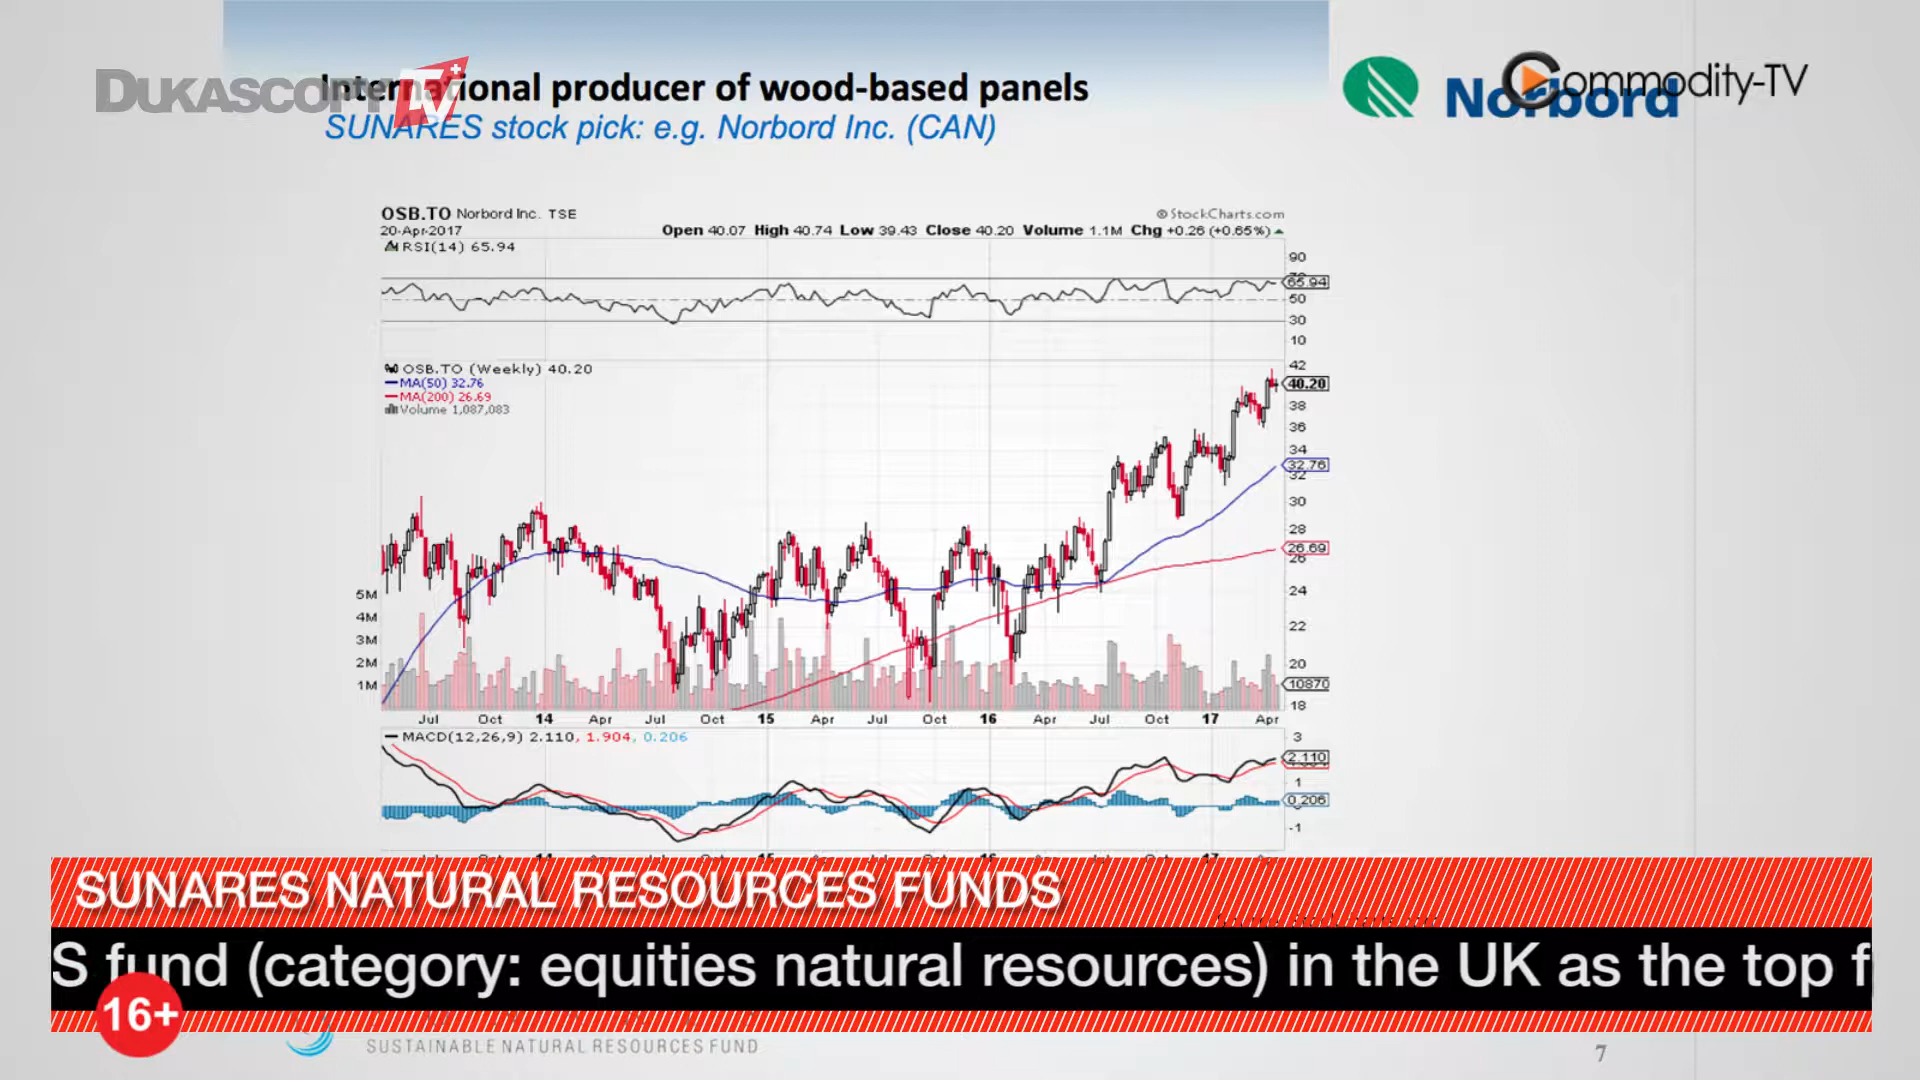 DUKASCOPY TV+
International producer of wood-based panels
SUNARES stock pick: e.g. Norbord Inc. (CAN)
Norbord
Commodity-TV
OSB.TO Norbord Inc. TSE
© StockCharts.com
20-Apr-2017
Open 40.07 High 40.74 Low 39.43 Close 40.20 Volume 1.1M Chg +0.26 (+0.65%)
RSI(14) 65.94
90
65.94
50
30
10
OSB.TO (Weekly) 40.20
MA(50) 32.76
MA(200) 26.69
Volume 1,087,083
42
40.20
38
36
34
32.76
32
30
28
26.69
26
24
22
20
10870
18
5M
4M
3M
2M
1M
Jul Oct 14 Apr Jul Oct 15 Apr Jul Oct 16 Apr Jul Oct 17 Apr
MACD(12,26,9) 2.110, 1.904, 0.206
3
2.110
1
0.206
-1
SUNARES NATURAL RESOURCES FUNDS
S fund (category: equities natural resources) in the UK as the top f
16+
SUSTAINABLE NATURAL RESOURCES FUND
7